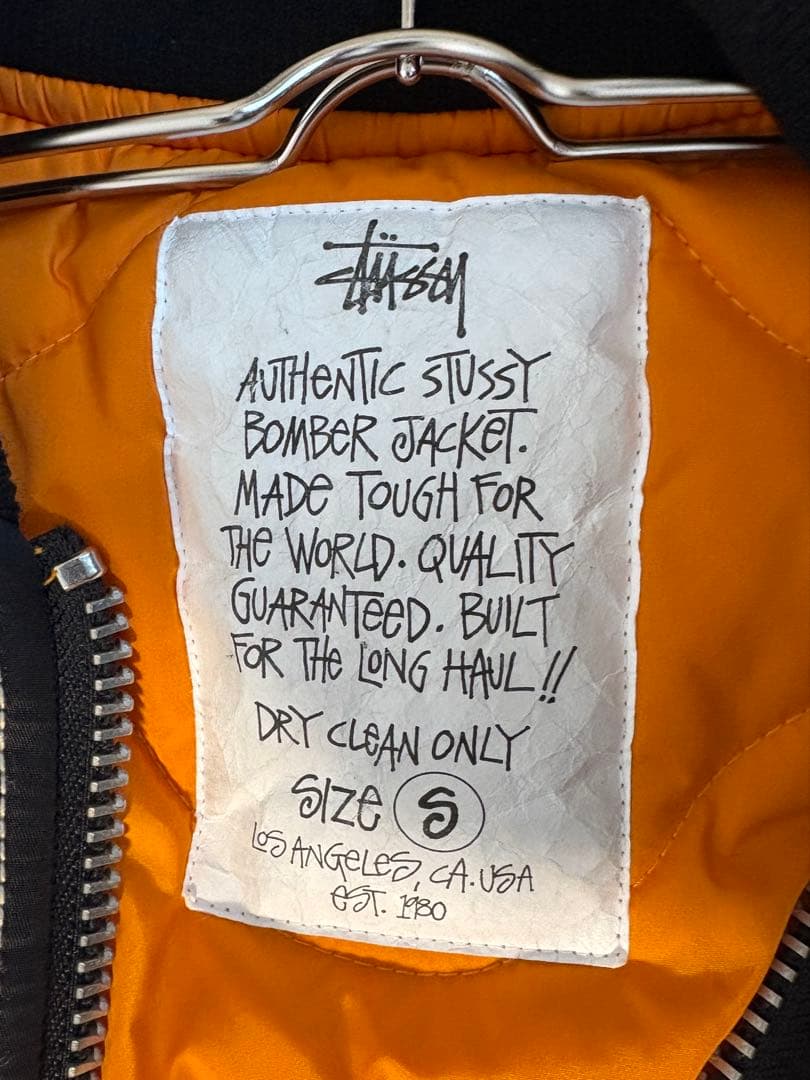 Stüssy
AUTHENTIC STUSSY
BOMBER JACKET.
MADE TOUGH FOR
THE WORLD. QUALITY
GUARANTEED. BUILT
FOR THE LONG HAUL!!
DRY CLEAN ONLY
SIZE S
LOS ANGELES, CA. USA
EST. 1980